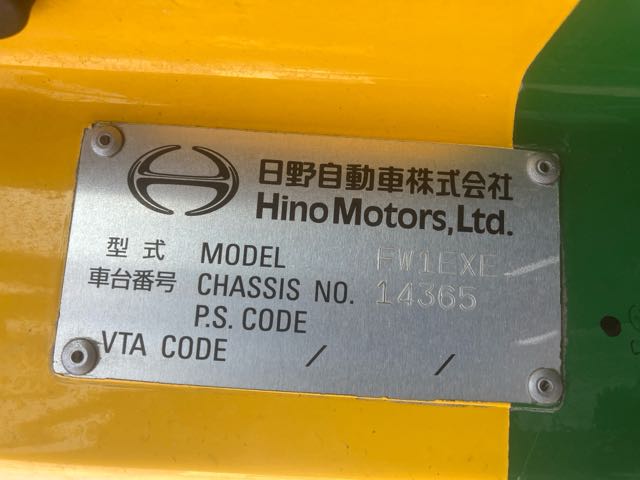 日野自動車株式会社
Hino Motors, Ltd.
型式 MODEL FW1EXE
車台番号 CHASSIS NO. 14365
P.S. CODE
VTA CODE / /